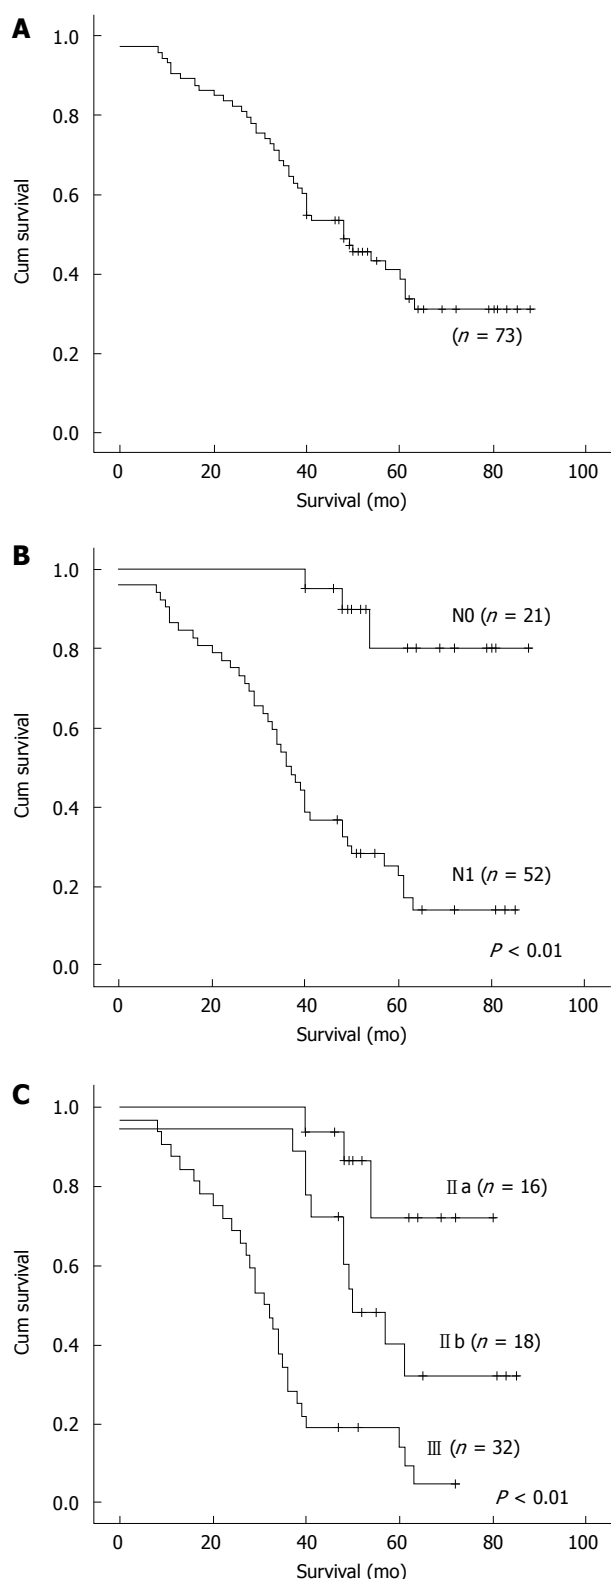 A
1.0
0.8
0.6
0.4
0.2
0.0
Cum survival
(n = 73)
0 20 40 60 80 100
Survival (mo)
B
1.0
0.8
0.6
0.4
0.2
0.0
Cum survival
N0 (n = 21)
N1 (n = 52)
P < 0.01
0 20 40 60 80 100
Survival (mo)
C
1.0
0.8
0.6
0.4
0.2
0.0
Cum survival
Ⅱa (n = 16)
Ⅱb (n = 18)
Ⅲ (n = 32)
P < 0.01
0 20 40 60 80 100
Survival (mo)